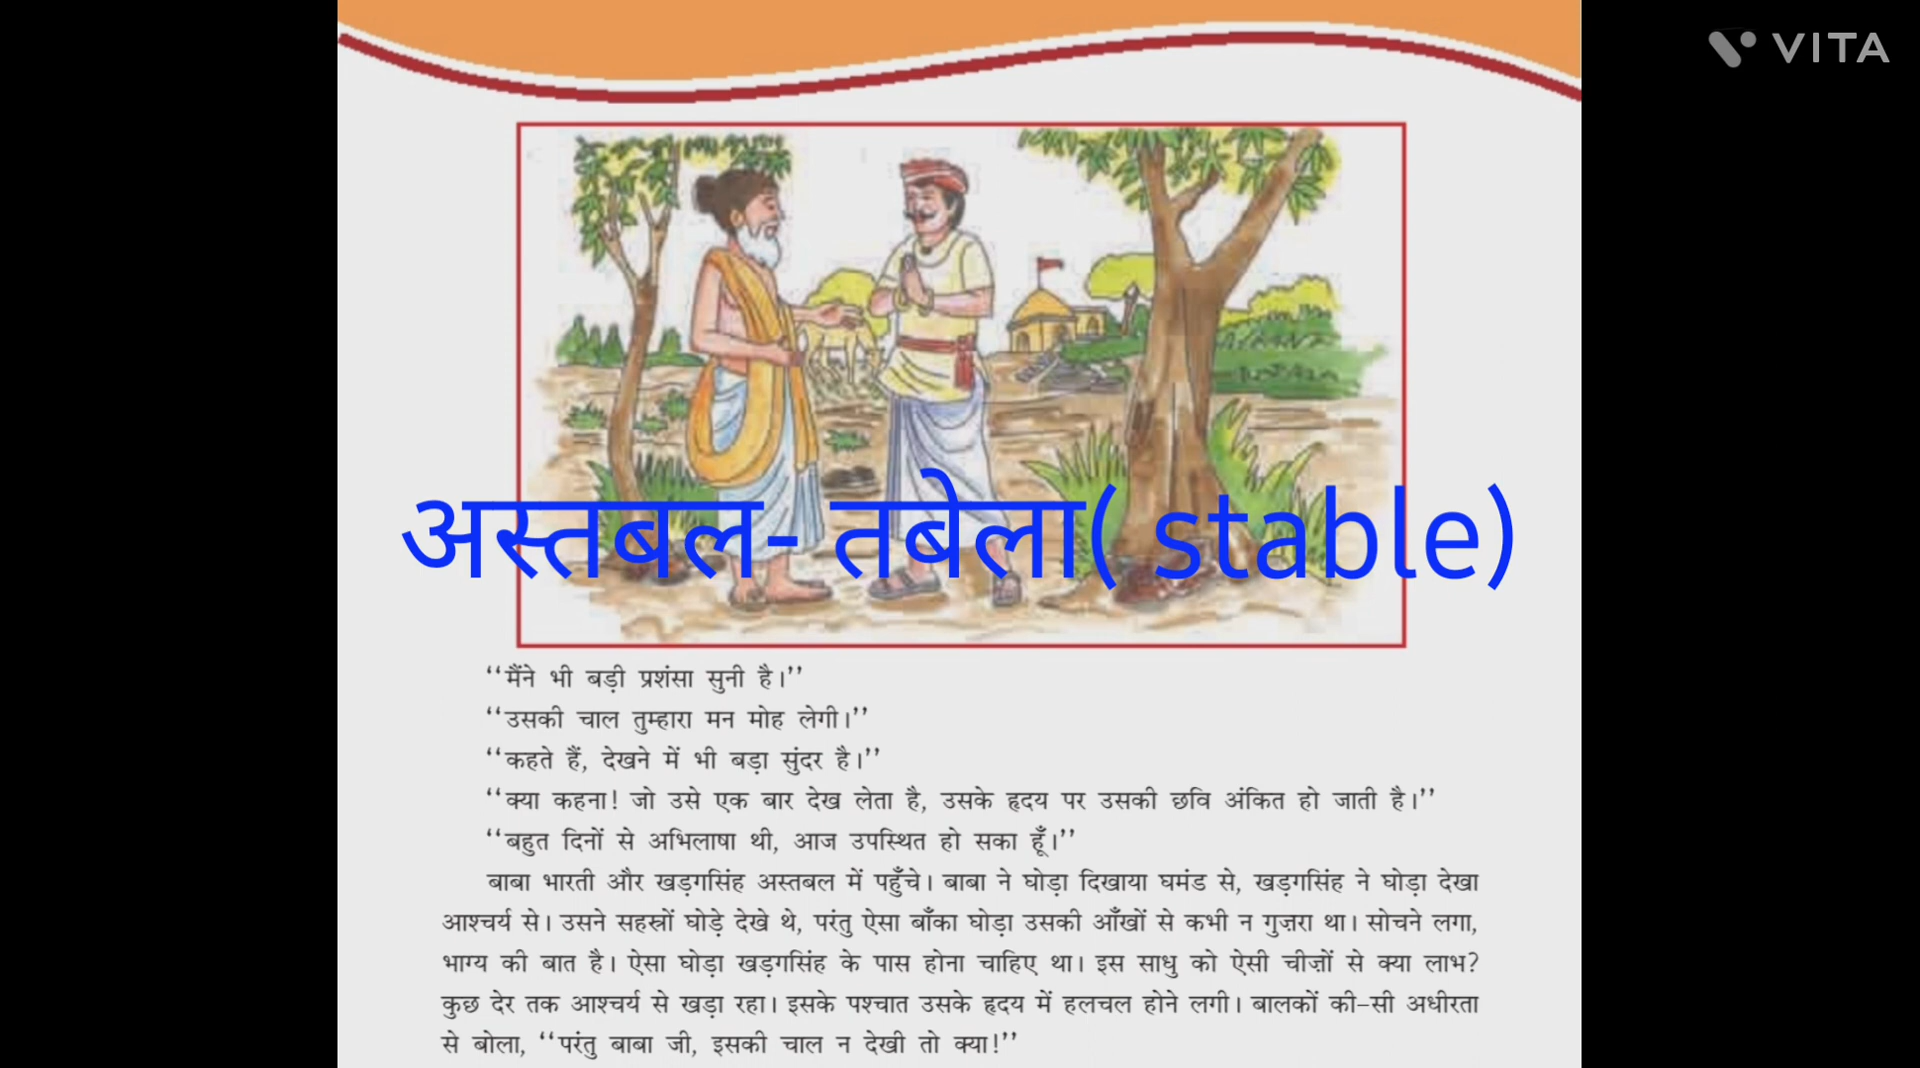 VITA
अस्तबल- तबेला( stable)
‘‘मैंने भी बड़ी प्रशंसा सुनी है।’’
‘‘उसकी चाल तुम्हारा मन मोह लेगी।’’
‘‘कहते हैं, देखने में भी बड़ा सुंदर है।’’
‘‘क्या कहना! जो उसे एक बार देख लेता है, उसके हृदय पर उसकी छवि अंकित हो जाती है।’’
‘‘बहुत दिनों से अभिलाषा थी, आज उपस्थित हो सका हूँ।’’
बाबा भारती और खड़गसिंह अस्तबल में पहुँचे। बाबा ने घोड़ा दिखाया घमंड से, खड़गसिंह ने घोड़ा देखा
आश्चर्य से। उसने सहस्रों घोड़े देखे थे, परंतु ऐसा बाँका घोड़ा उसकी आँखों से कभी न गुज़रा था। सोचने लगा,
भाग्य की बात है। ऐसा घोड़ा खड़गसिंह के पास होना चाहिए था। इस साधु को ऐसी चीज़ों से क्या लाभ?
कुछ देर तक आश्चर्य से खड़ा रहा। इसके पश्चात उसके हृदय में हलचल होने लगी। बालकों की–सी अधीरता
से बोला, ‘‘परंतु बाबा जी, इसकी चाल न देखी तो क्या!’’